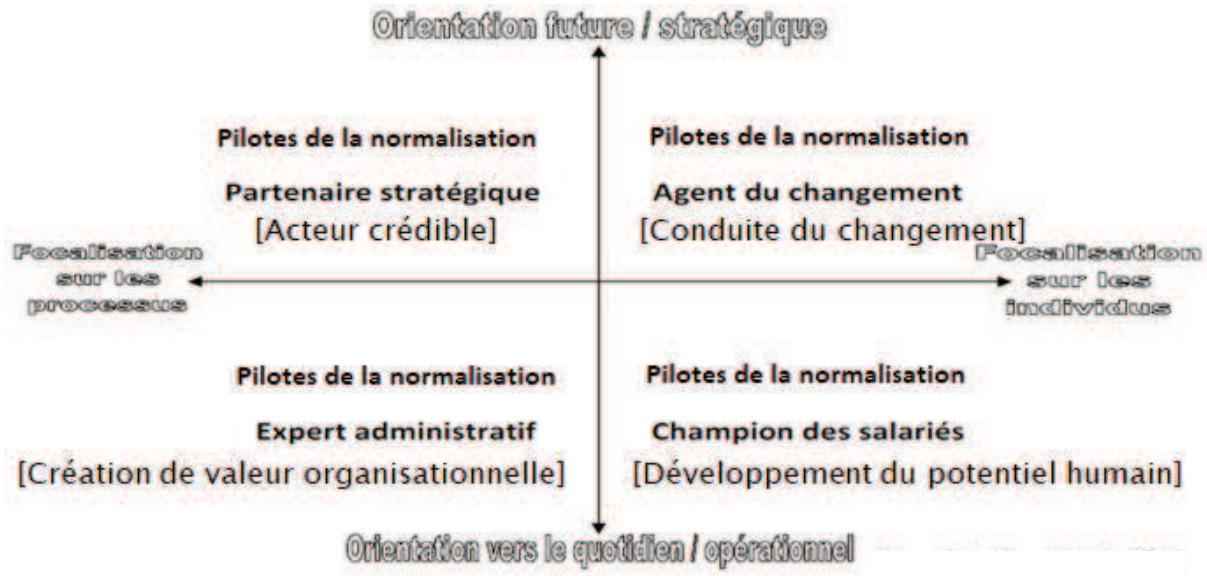 Orientation future / stratégique
Pilotes de la normalisation
Partenaire stratégique
[Acteur crédible]
Pilotes de la normalisation
Agent du changement
[Conduite du changement]
Focalisation
sur les
processus
Focalisation
sur les
individus
Pilotes de la normalisation
Expert administratif
[Création de valeur organisationnelle]
Pilotes de la normalisation
Champion des salariés
[Développement du potentiel humain]
Orientation vers le quotidien / opérationnel